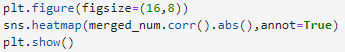 plt.figure(figsize=(16,8))
sns.heatmap(merged_num.corr().abs(),annot=True)
plt.show()